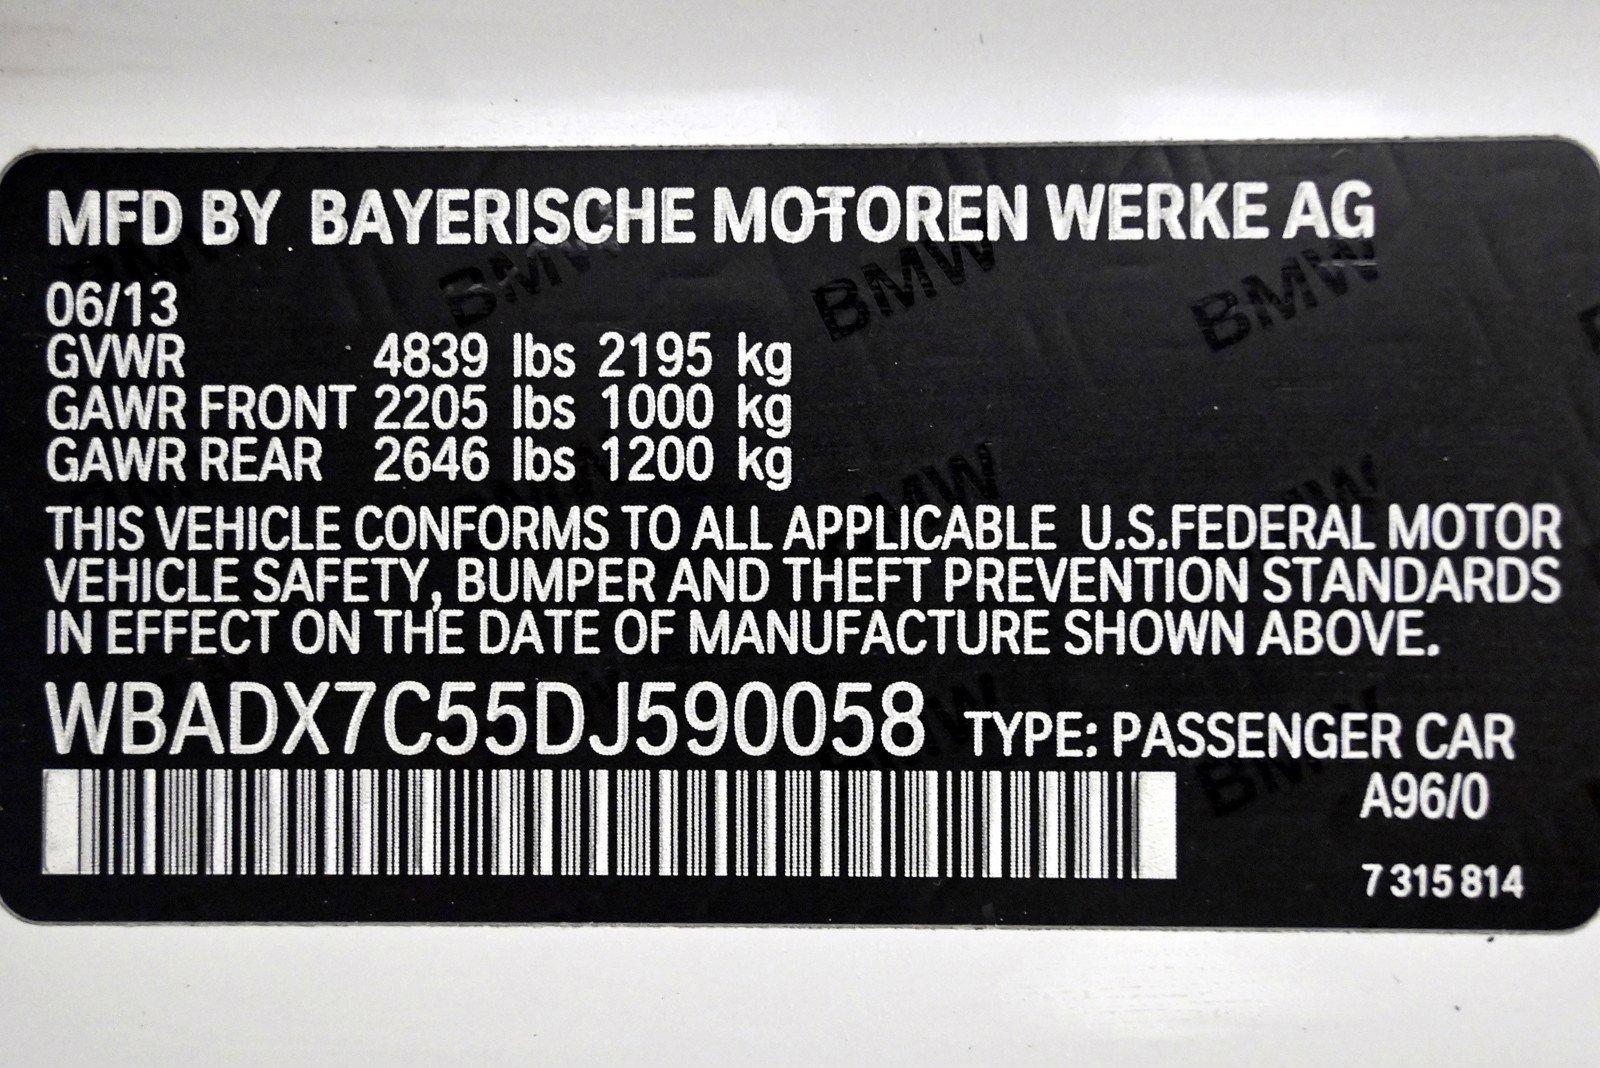 MFD BY BAYERISCHE MOTOREN WERKE AG
BMW BMW BMW
06/13
GVWR 4839 lbs 2195 kg
GAWR FRONT 2205 lbs 1000 kg
GAWR REAR 2646 lbs 1200 kg
THIS VEHICLE CONFORMS TO ALL APPLICABLE U.S.FEDERAL MOTOR
VEHICLE SAFETY, BUMPER AND THEFT PREVENTION STANDARDS
IN EFFECT ON THE DATE OF MANUFACTURE SHOWN ABOVE.
WBADX7C55DJ590058 TYPE: PASSENGER CAR
A96/0
7 315 814